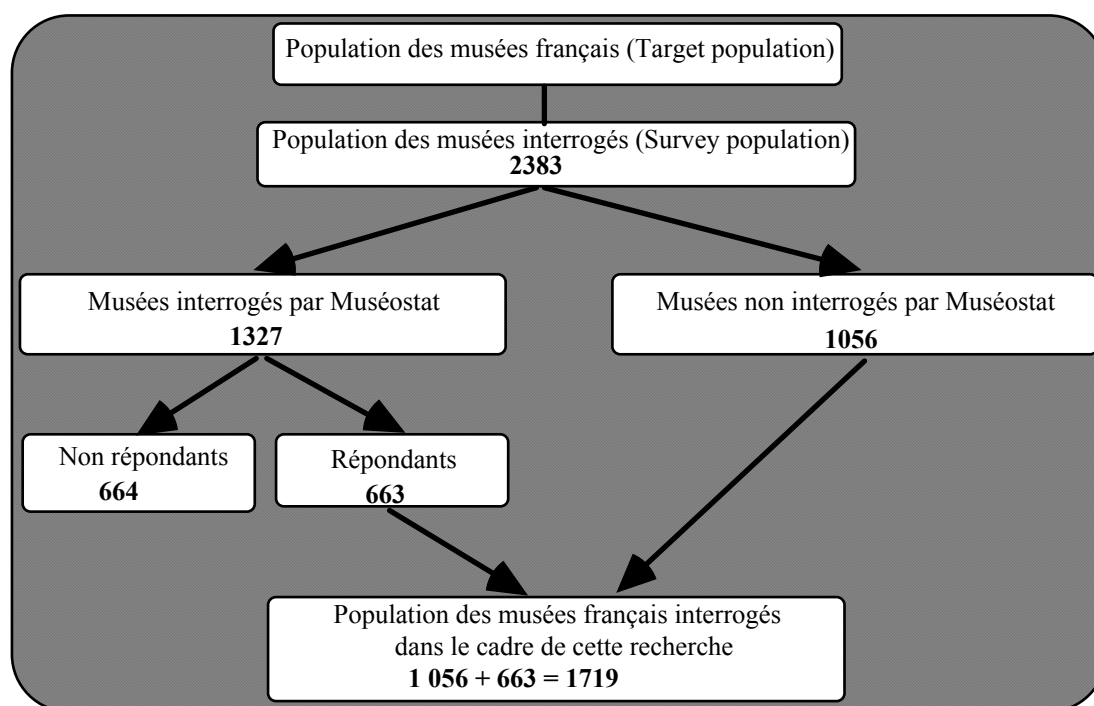 Population des musées français (Target population)
Population des musées interrogés (Survey population)
2383
Musées interrogés par Muséostat
1327
Musées non interrogés par Muséostat
1056
Non répondants
664
Répondants
663
Population des musées français interrogés
dans le cadre de cette recherche
1 056 + 663 = 1719